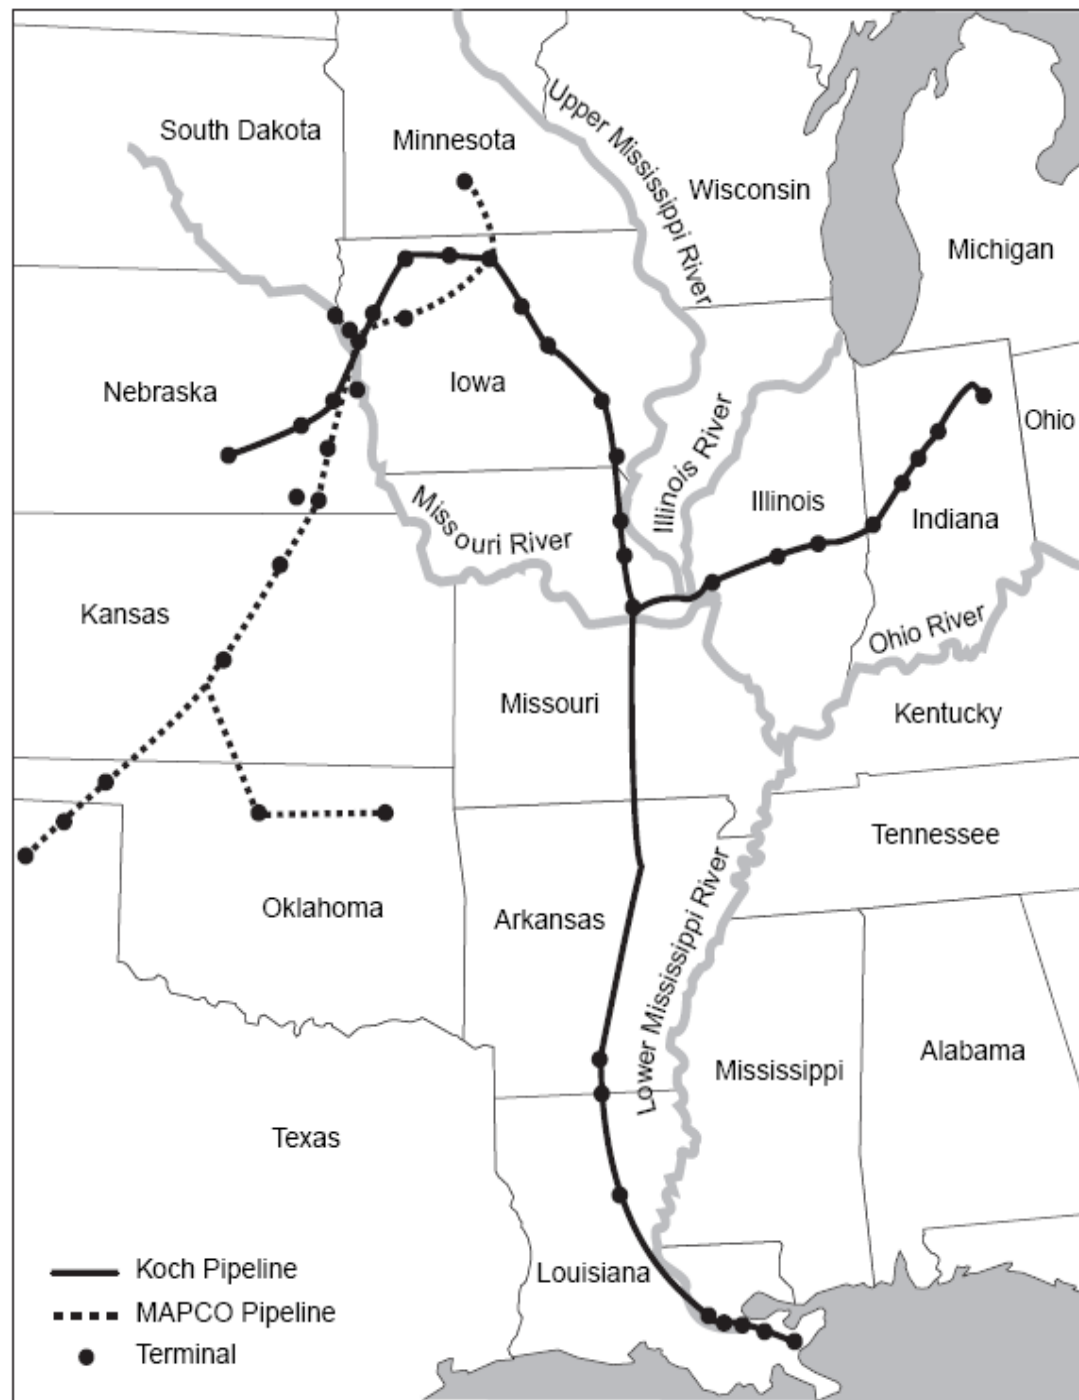 South Dakota
Minnesota
Upper Mississippi River
Wisconsin
Michigan
Nebraska
Iowa
Illinois River
Ohio
Missouri River
Illinois
Indiana
Kansas
Ohio River
Missouri
Kentucky
Tennessee
Oklahoma
Arkansas
Lower Mississippi River
Mississippi
Alabama
Texas
Louisiana
Koch Pipeline
MAPCO Pipeline
Terminal